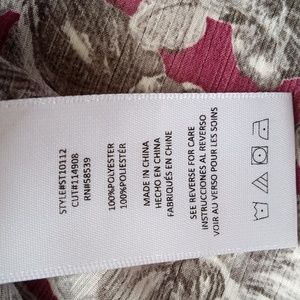 STYLE#ST10112
CUT#114908
RN#58539
100%POLYESTER
100%POLIESTÉR
MADE IN CHINA
HECHO EN CHINA
FABRIQUÉS EN CHINE
SEE REVERSE FOR CARE
INSTRUCCIONES AL REVERSO
VOIR AU VERSO POUR LES SOINS